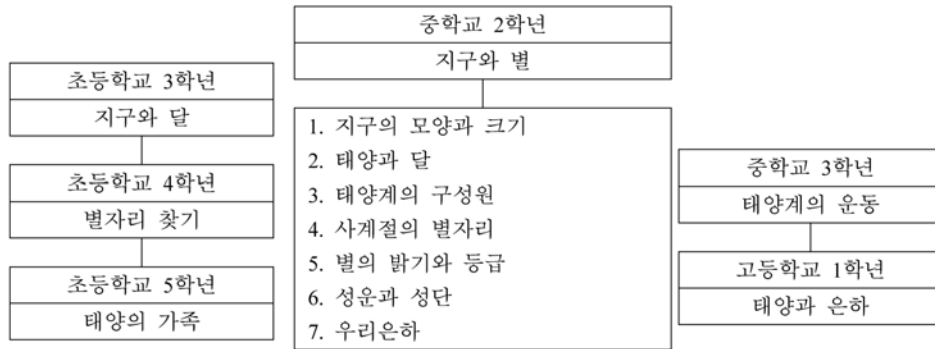 초등학교 3학년
지구와 달
초등학교 4학년
별자리 찾기
초등학교 5학년
태양의 가족
중학교 2학년
지구와 별
1. 지구의 모양과 크기
2. 태양과 달
3. 태양계의 구성원
4. 사계절의 별자리
5. 별의 밝기와 등급
6. 성운과 성단
7. 우리은하
중학교 3학년
태양계의 운동
고등학교 1학년
태양과 은하